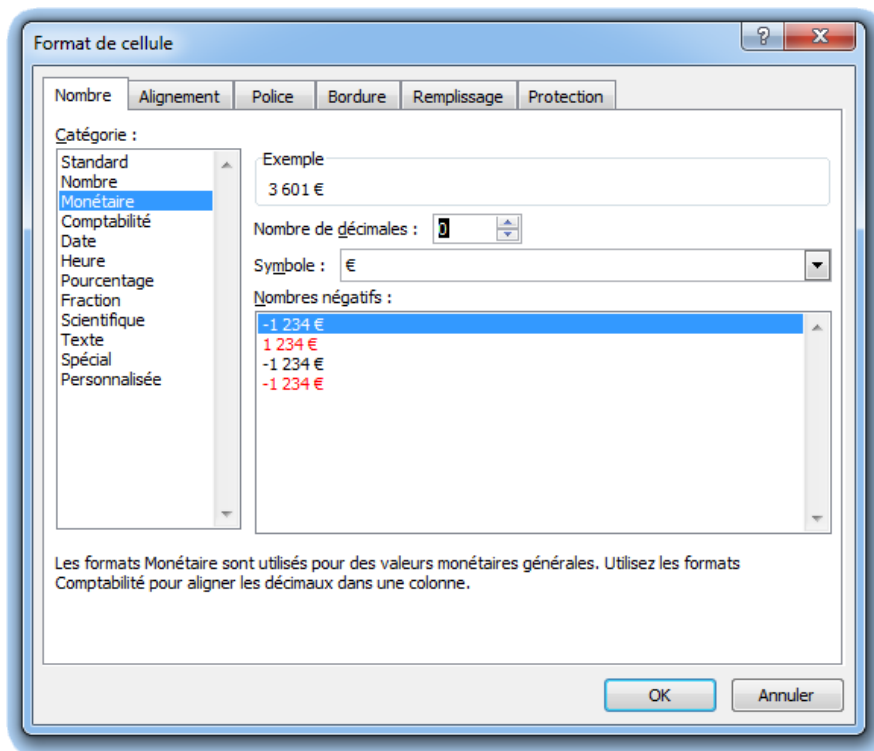 Format de cellule
?
X
Nombre Alignement Police Bordure Remplissage Protection
Catégorie :
Standard
Nombre
Monétaire
Comptabilité
Date
Heure
Pourcentage
Fraction
Scientifique
Texte
Spécial
Personnalisée
Exemple
3 601 €
Nombre de décimales : 0
Symbole : €
Nombres négatifs :
-1 234 €
1 234 €
-1 234 €
-1 234 €
Les formats Monétaire sont utilisés pour des valeurs monétaires générales. Utilisez les formats
Comptabilité pour aligner les décimaux dans une colonne.
OK Annuler